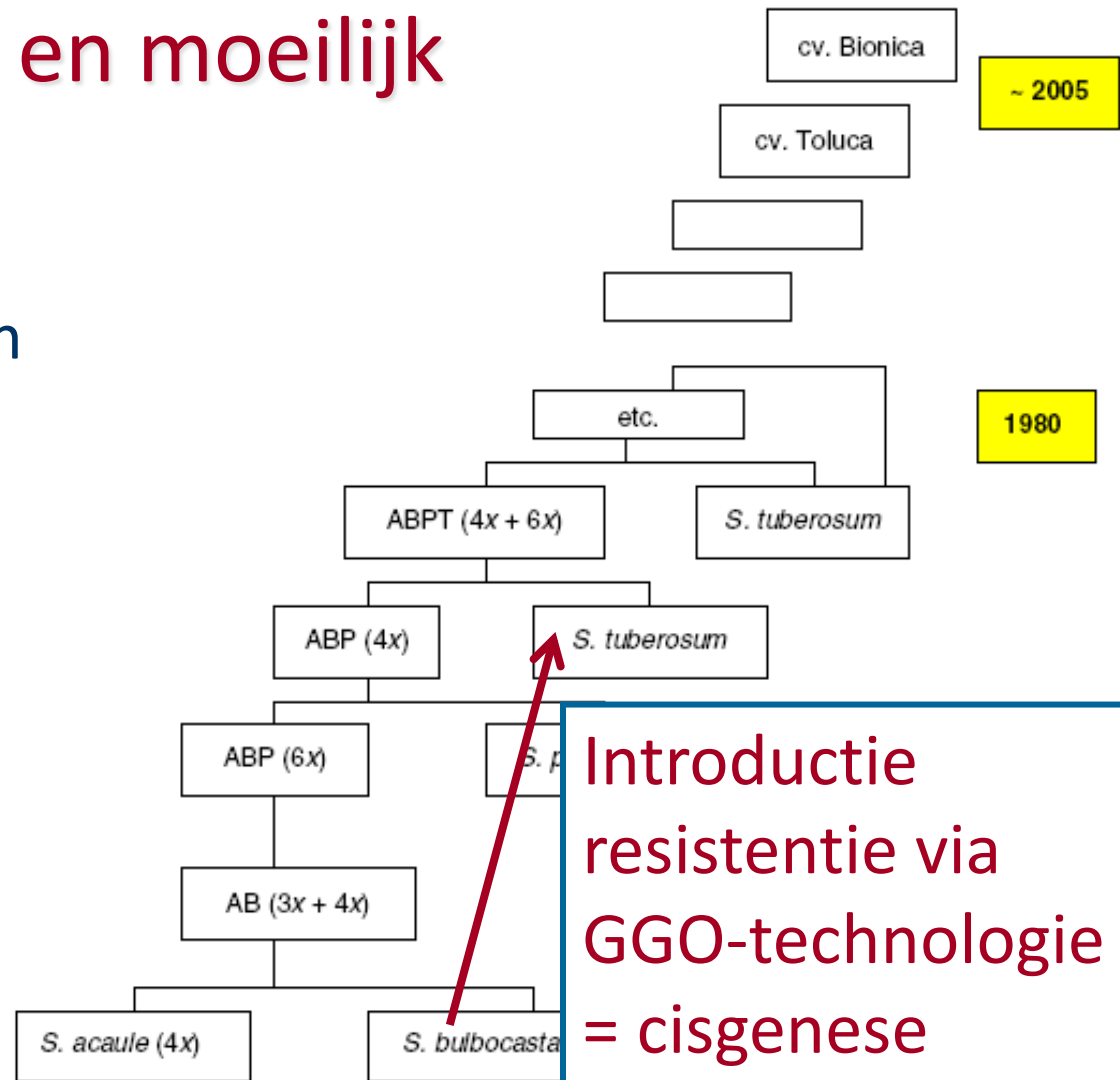 en moeilijk
cv. Bionica
~ 2005
cv. Toluca
etc.
1980
ABPT (4x + 6x)
S. tuberosum
ABP (4x)
S. tuberosum
ABP (6x)
S. p
AB (3x + 4x)
S. acaule (4x)
S. bulbocasta
Introductie
resistentie via
GGO-technologie
= cisgenese